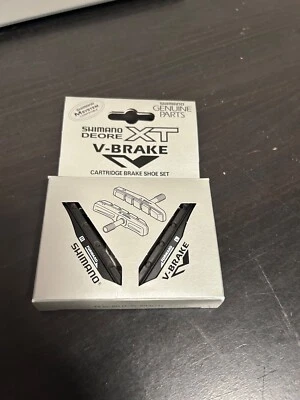 SHIMANO
GENUINE
PARTS
SHIMANO
DEORE XT
V-BRAKE
CARTRIDGE BRAKE SHOE SET
SHIMANO
V-BRAKE